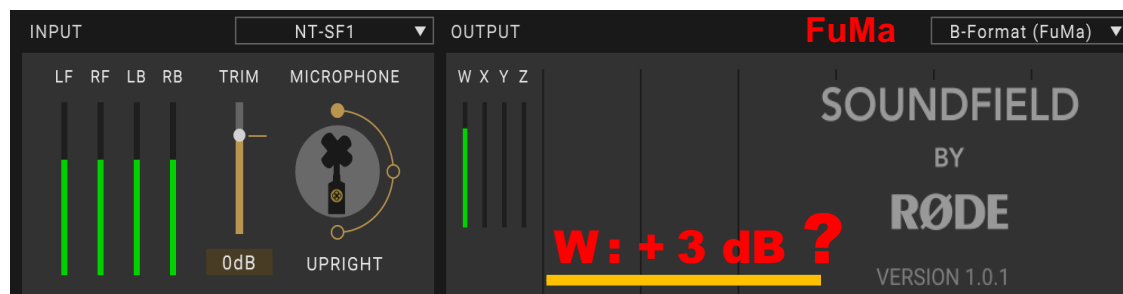 INPUT
NT-SF1
OUTPUT
FuMa
B-Format (FuMa)
LF RF LB RB
TRIM
MICROPHONE
W X Y Z
SOUNDFIELD
BY
RØDE
W: + 3 dB ?
0dB
UPRIGHT
VERSION 1.0.1